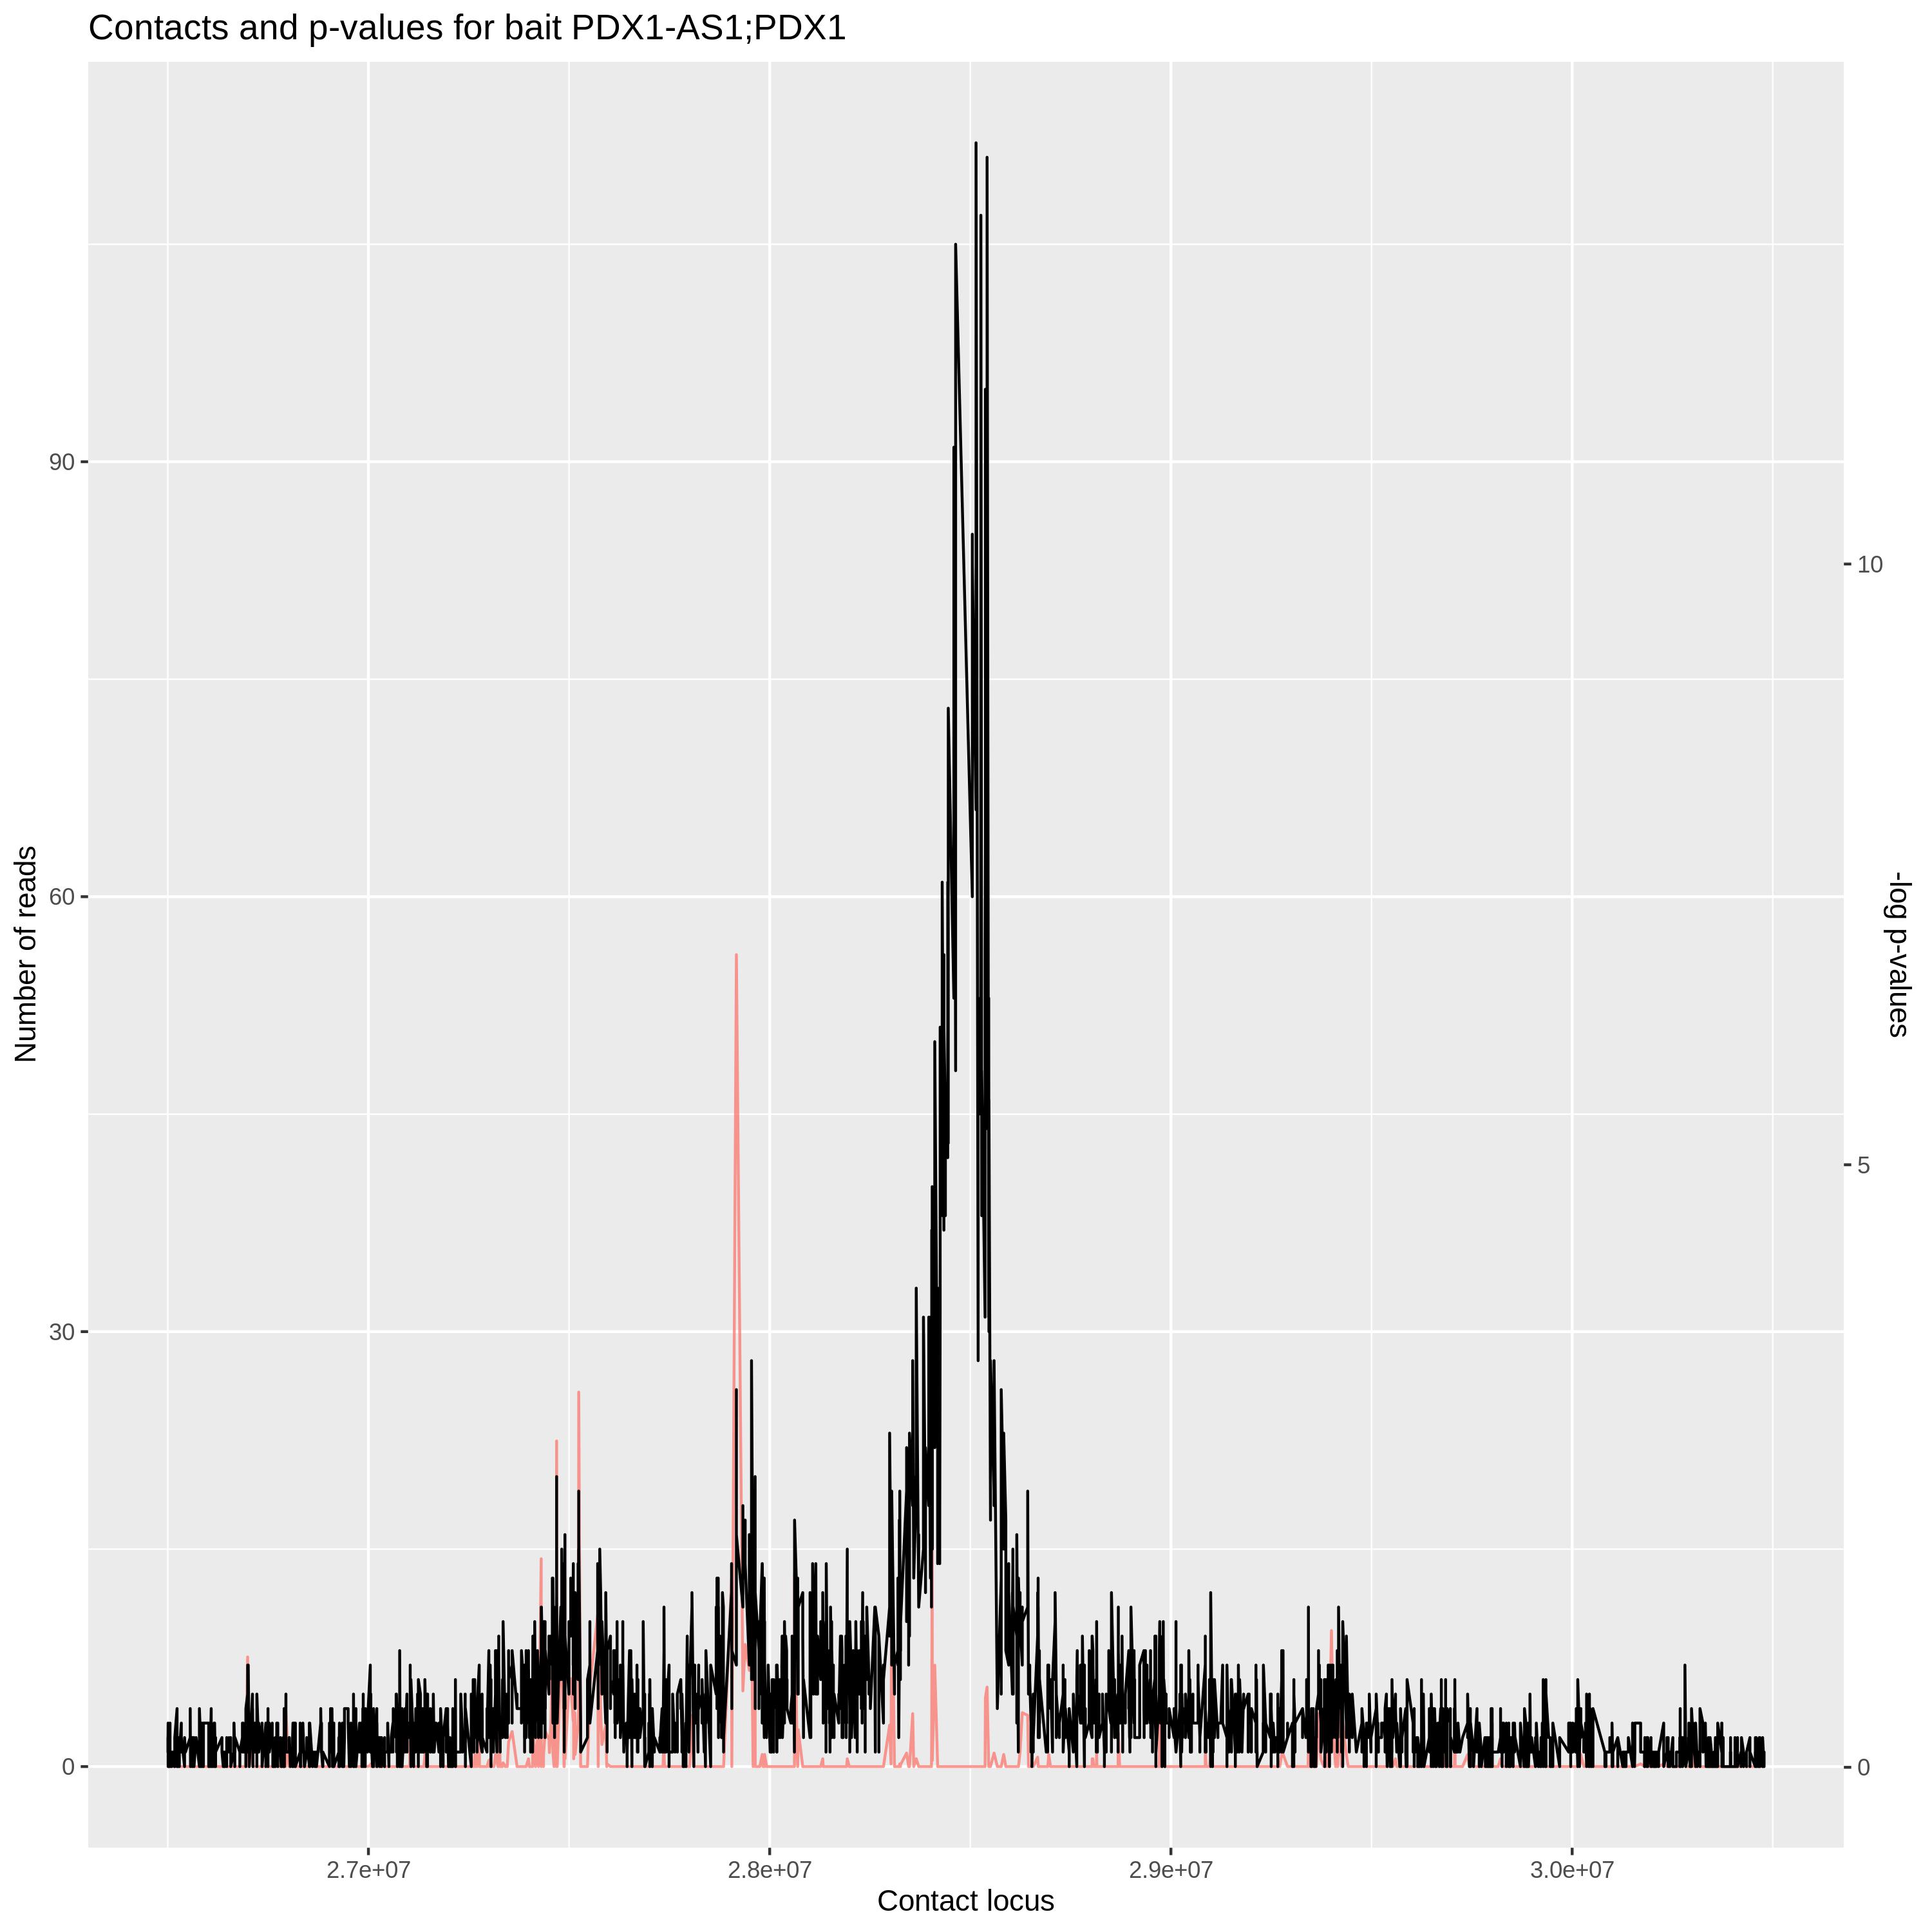 Contacts and p-values for bait PDX1-AS1;PDX1
90
60
30
0
Number of reads
10
5
0
-log p-values
2.7e+07 2.8e+07 2.9e+07 3.0e+07
Contact locus